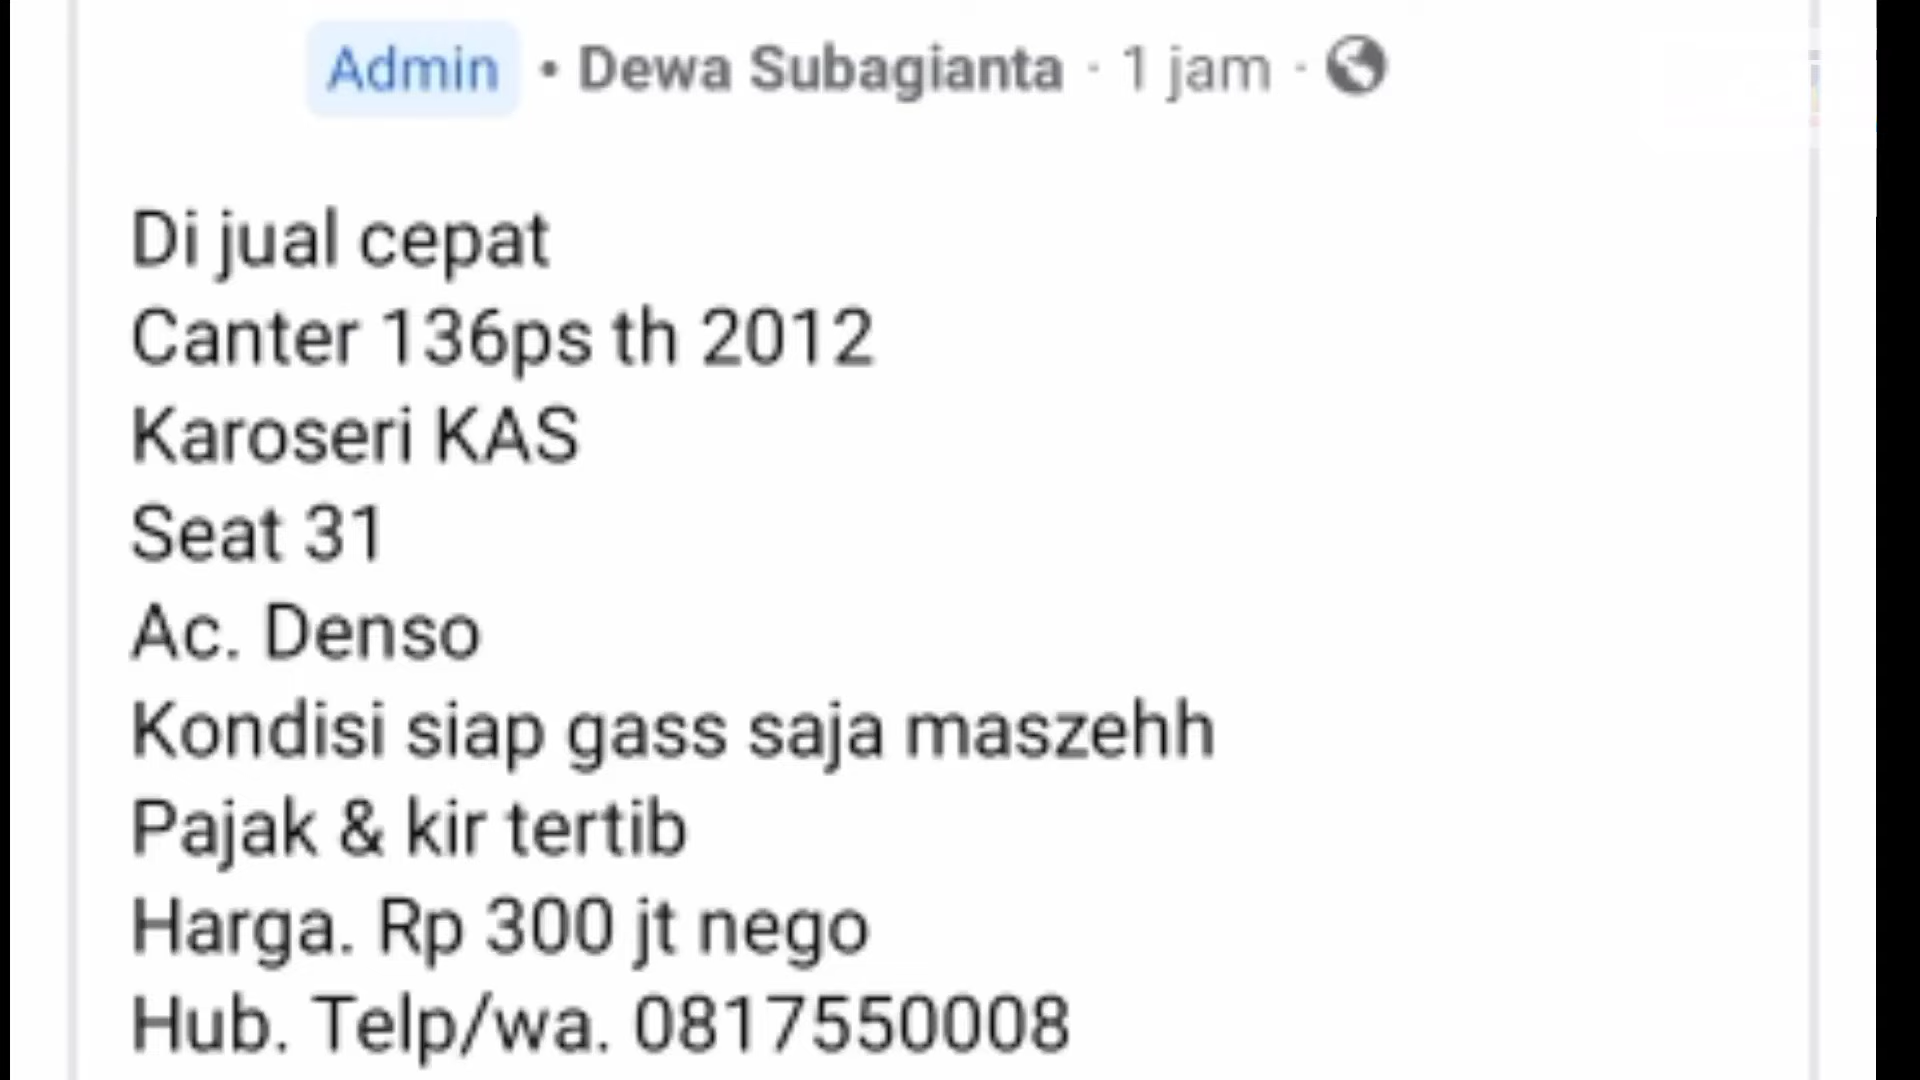 Admin • Dewa Subagianta · 1 jam ·
Di jual cepat
Canter 136ps th 2012
Karoseri KAS
Seat 31
Ac. Denso
Kondisi siap gass saja maszehh
Pajak & kir tertib
Harga. Rp 300 jt nego
Hub. Telp/wa. 0817550008